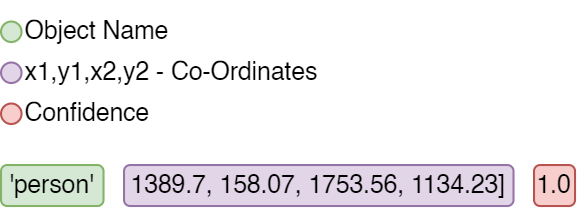 Object Name
x1,y1,x2,y2 - Co-Ordinates
Confidence
'person' 1389.7, 158.07, 1753.56, 1134.23] 1.0